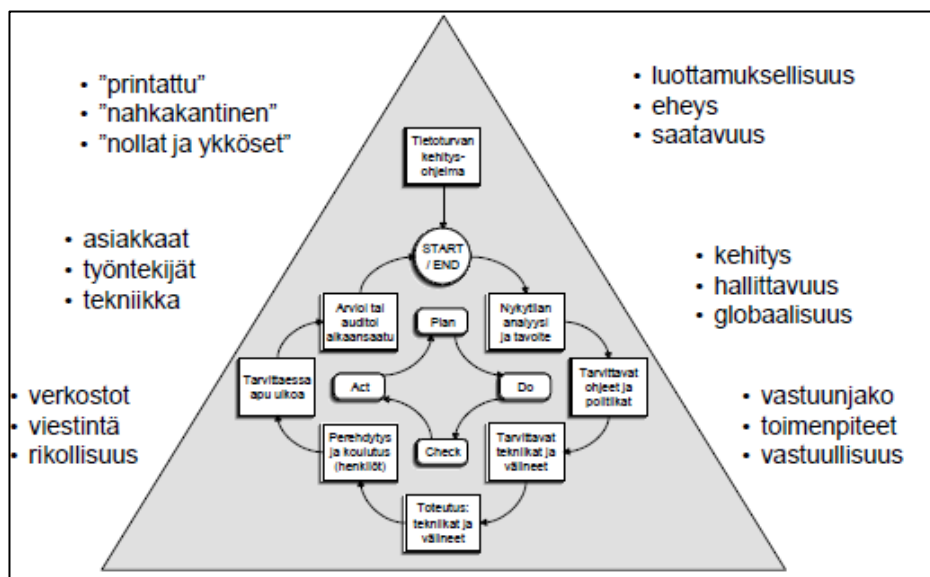 • "printattu"
• "nahkakantinen"
• "nollat ja ykköset"
• luottamuksellisuus
• eheys
• saatavuus
Tietoturvan
kehitys-
ohjelma
• asiakkaat
• työntekijät
• tekniikka
START
/ END
• kehitys
• hallittavuus
• globaalisuus
Arvioi tai
auditoi
aikaansaatu
Plan
Nykytilan
analyysi
ja tavoite
Tarvittaessa
apu ulkoa
Act
Do
Tarvittavat
ohjeet ja
politiikat
• verkostot
• viestintä
• rikollisuus
Perehdytys
ja koulutus
(henkilöt)
Check
Tarvittavat
tekniikat ja
välineet
• vastuunjako
• toimenpiteet
• vastuullisuus
Toteutus:
tekniikat ja
välineet